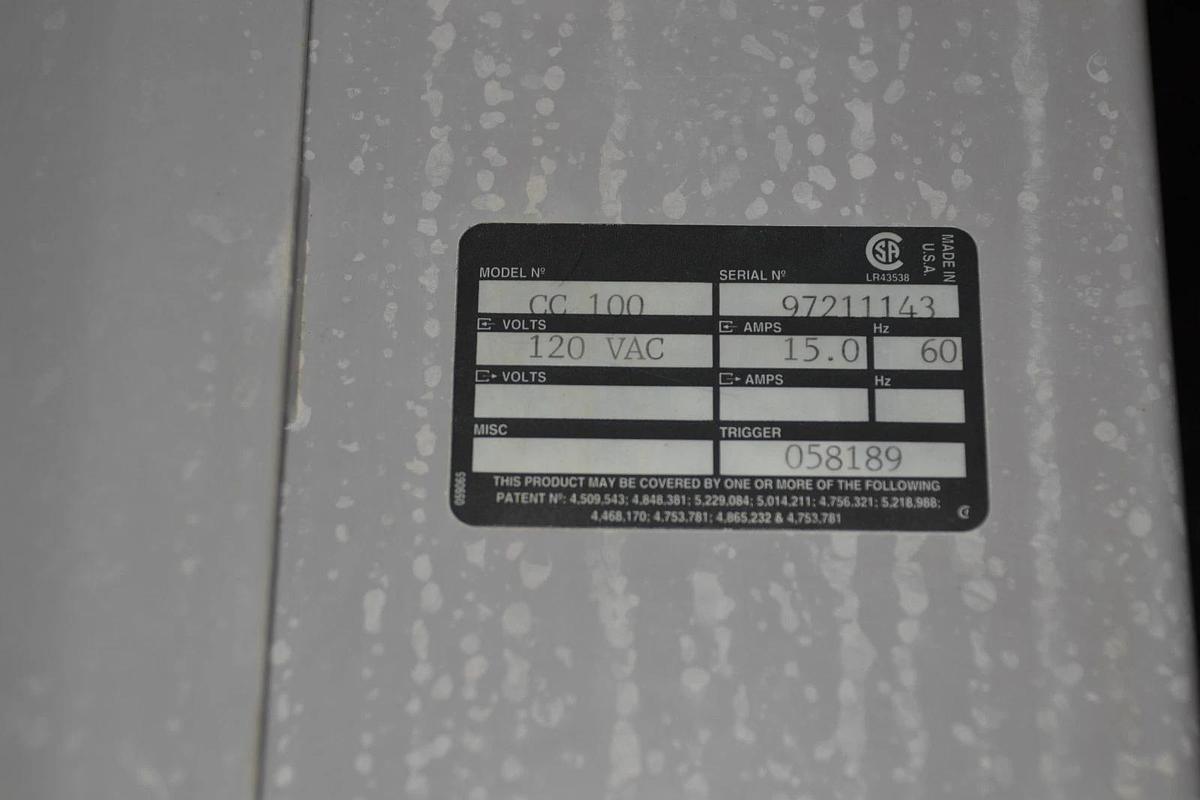 MADE IN
U.S.A.
LR43538
MODEL Nº SERIAL Nº
CC 100 97211143
VOLTS AMPS Hz
120 VAC 15.0 60
VOLTS AMPS Hz
MISC TRIGGER
058189
059065
THIS PRODUCT MAY BE COVERED BY ONE OR MORE OF THE FOLLOWING
PATENT Nº: 4,509,543; 4,848,381; 5,229,084; 5,014,211; 4,756,321; 5,218,988;
4,468,170; 4,753,781; 4,865,232 & 4,753,781